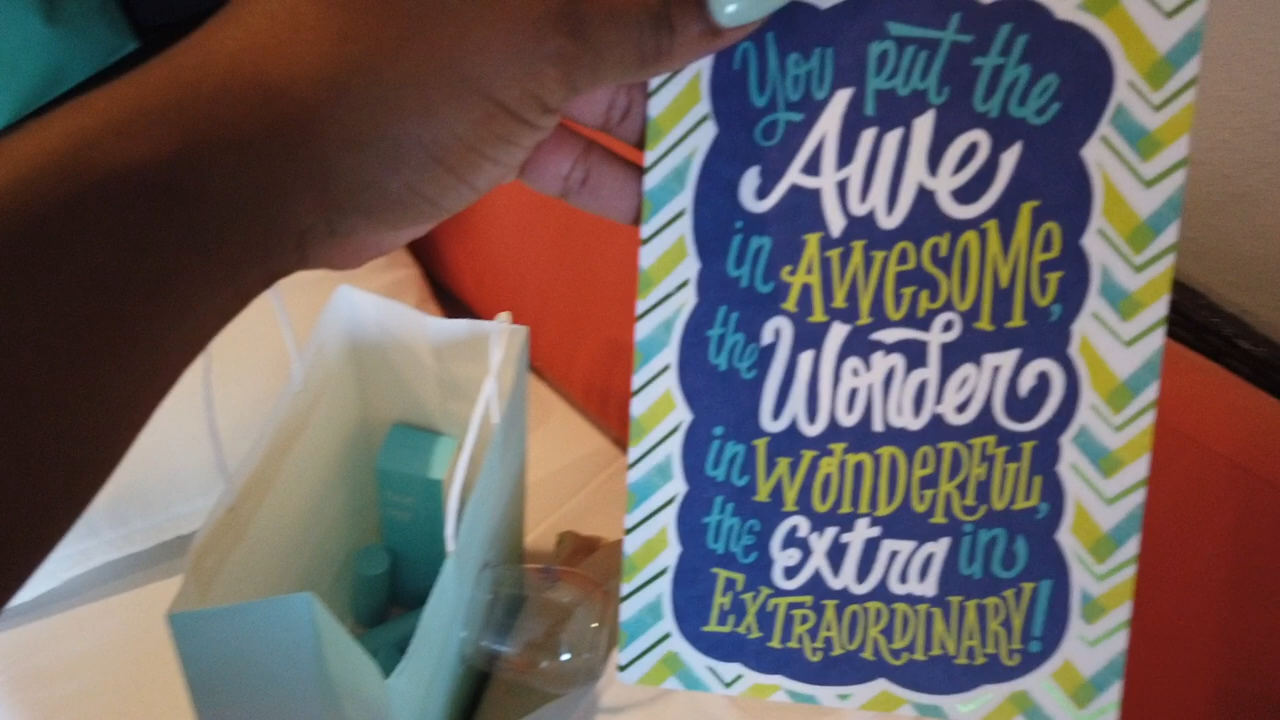 You put the
Awe
in AWESOME,
the Wonder
in WONDERFUL,
the Extra in
EXTRAORDINARY!